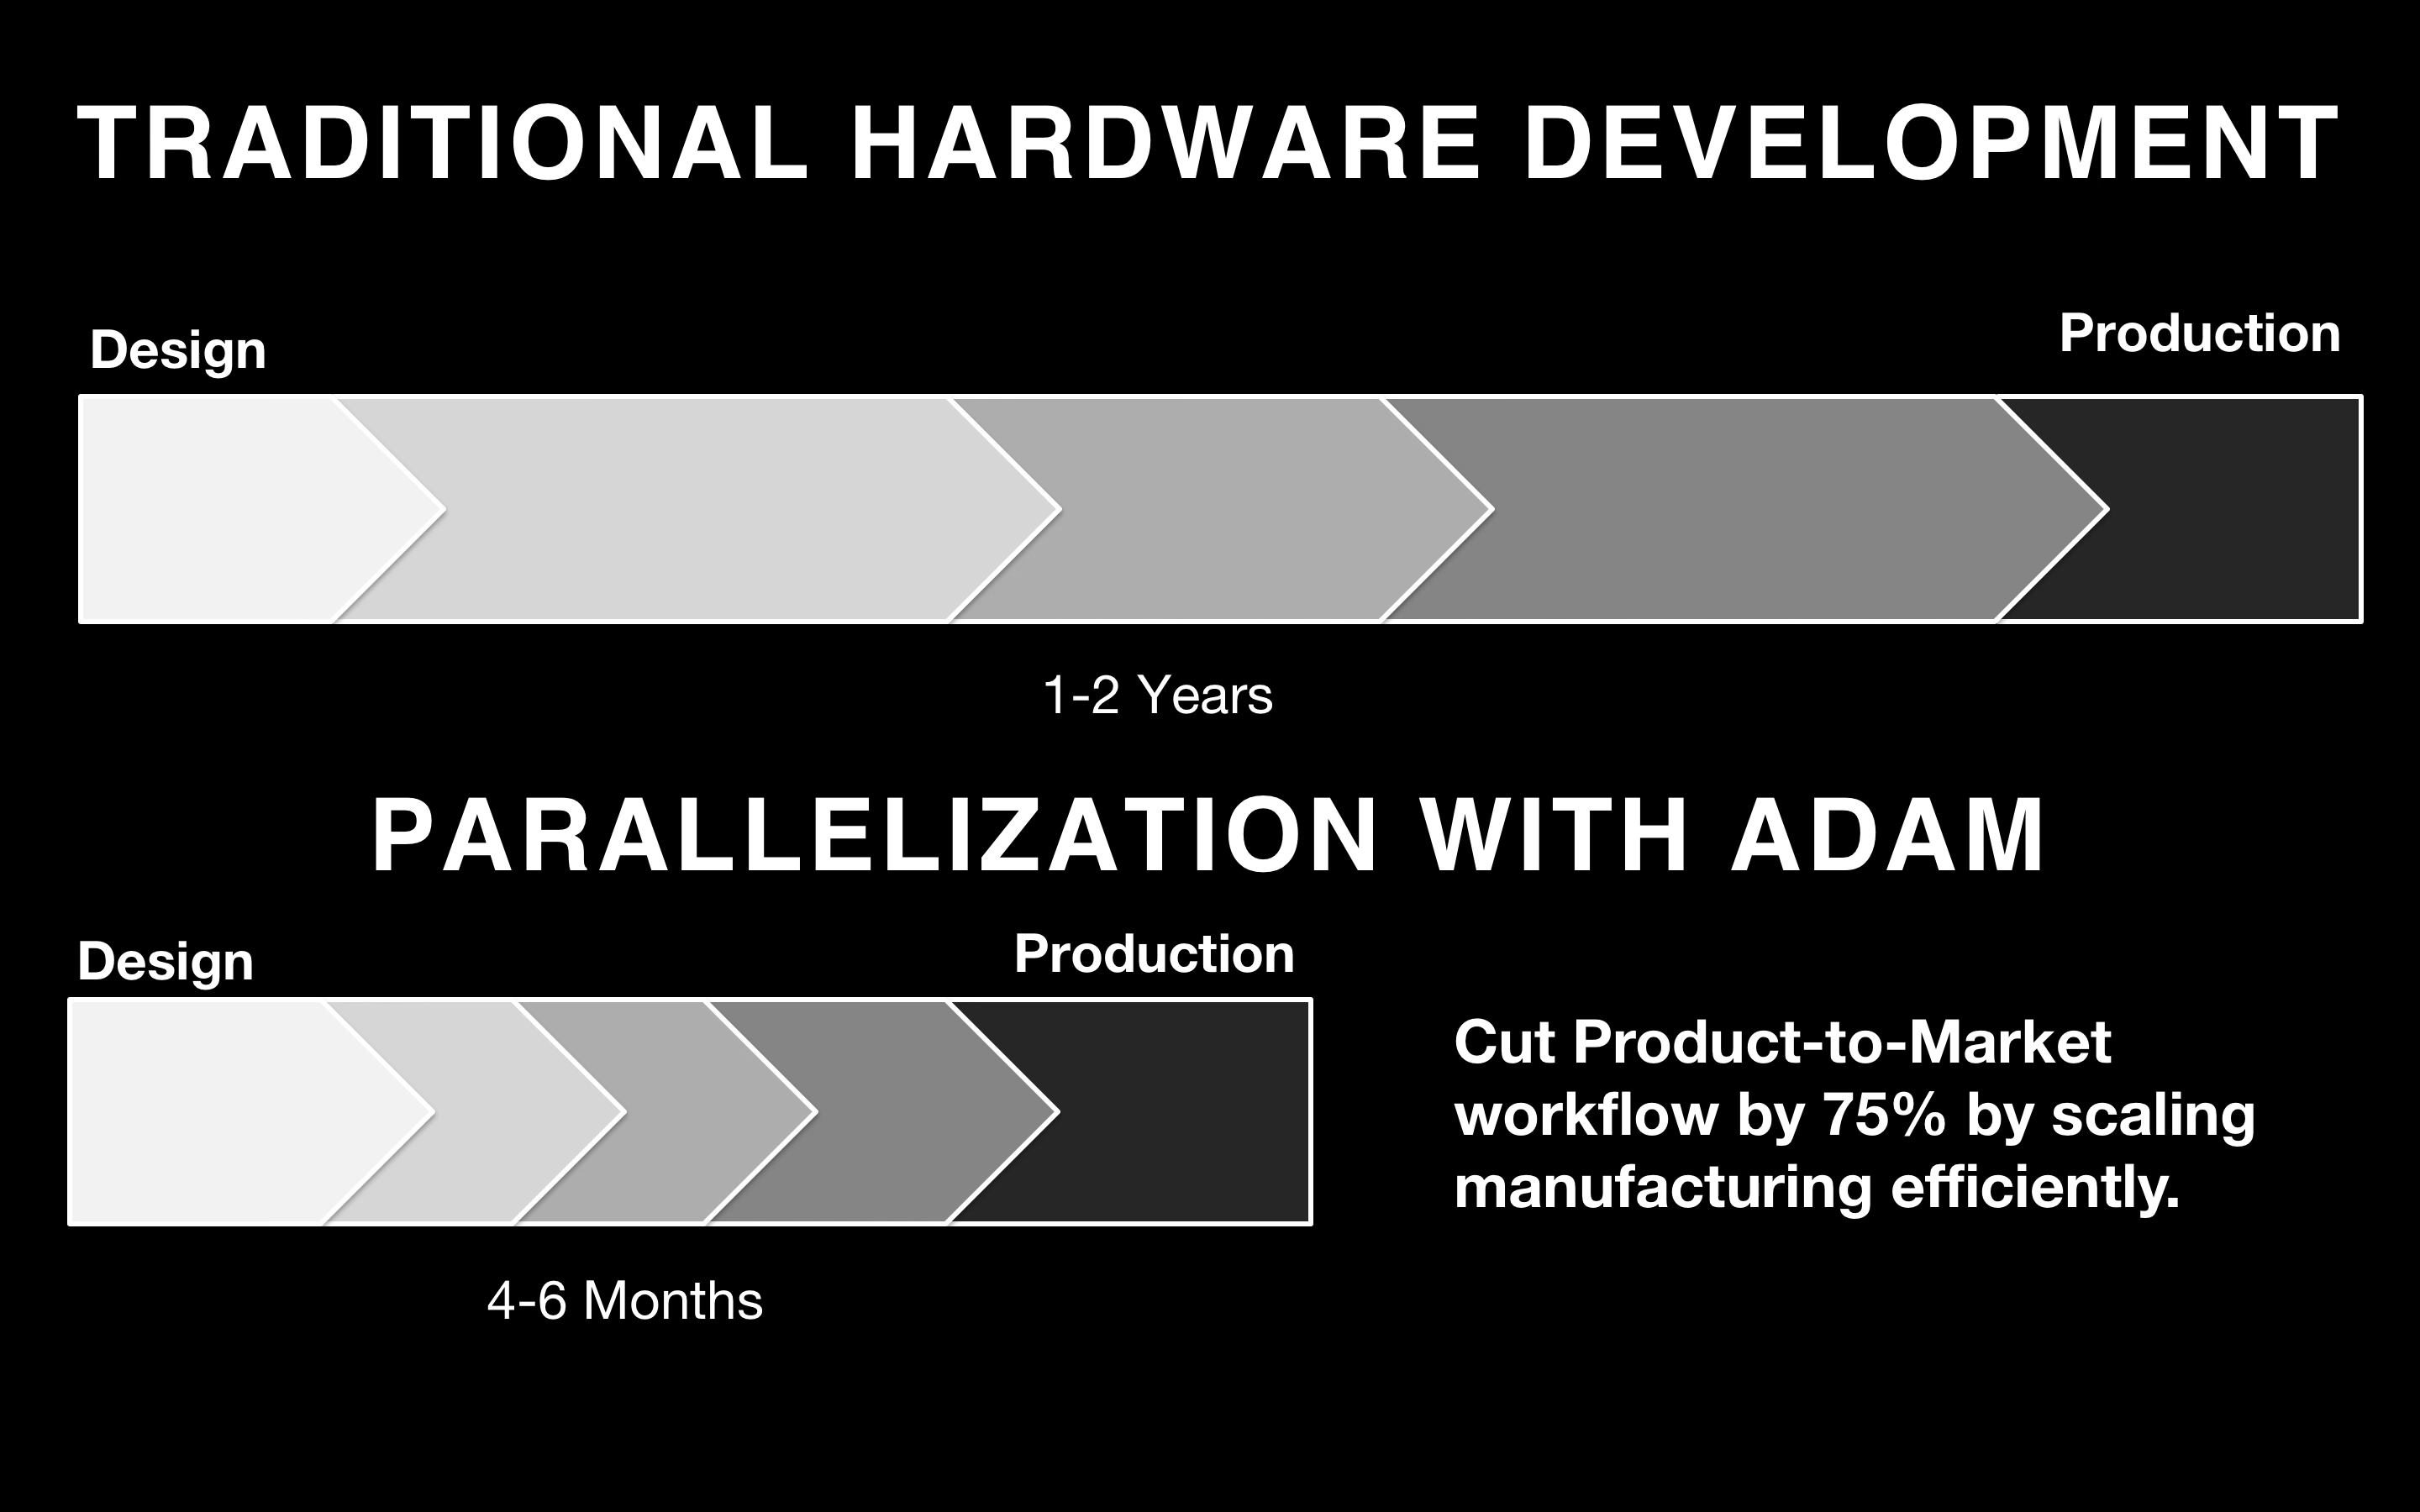 TRADITIONAL HARDWARE DEVELOPMENT
Design
Production
1-2 Years
PARALLELIZATION WITH ADAM
Design
Production
Cut Product-to-Market
workflow by 75% by scaling
manufacturing efficiently.
4-6 Months